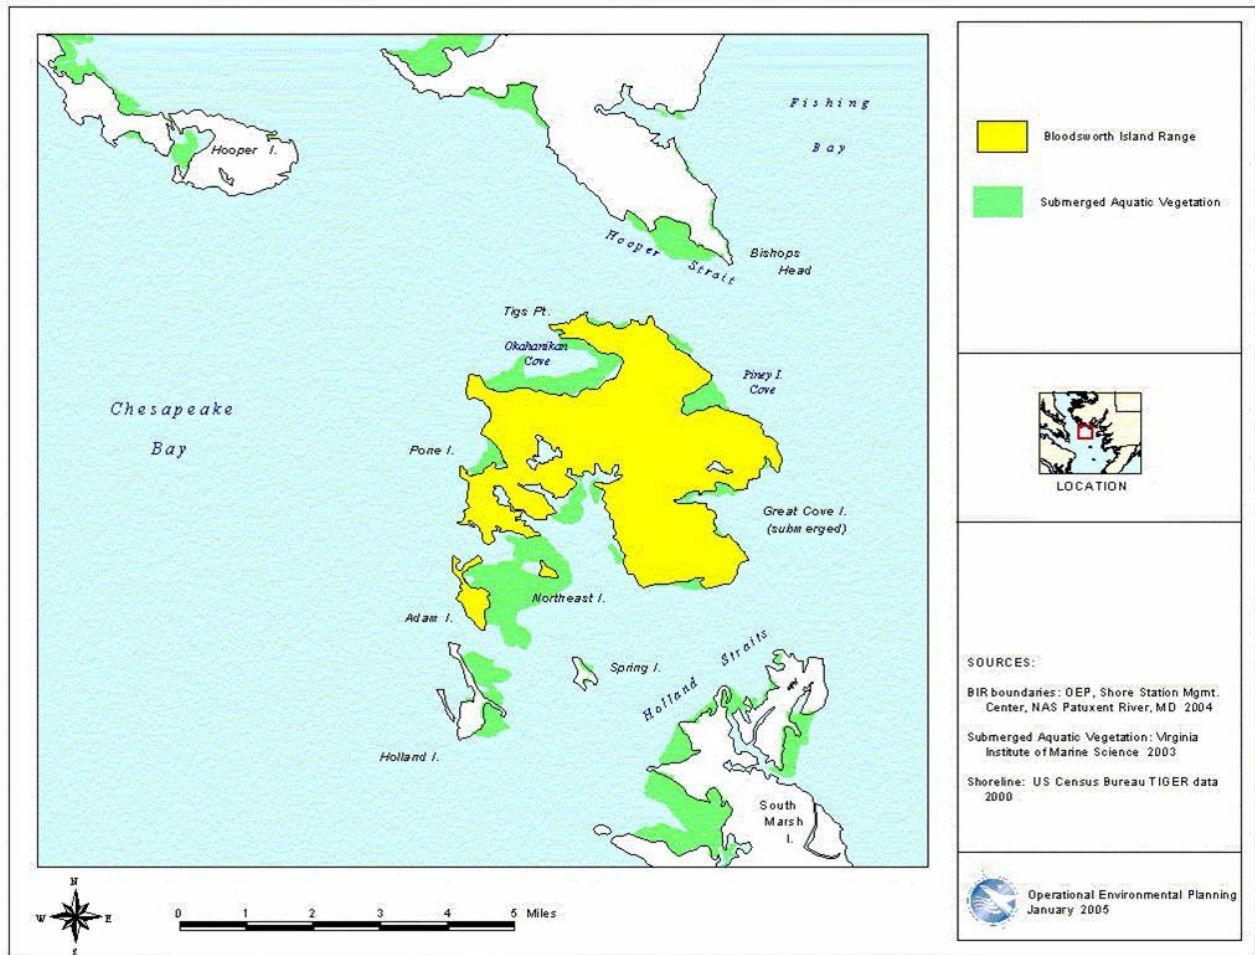 Fishing
Bay
Hooper I.
Hooper Strait
Bishops
Head
Tigs Pt.
Okahanikan
Cove
Piney I.
Cove
Chesapeake
Bay
Pone I.
Great Cove I.
(submerged)
Northeast I.
Adam I.
Spring I.
Holland Straits
Holland I.
South
Marsh
I.
Bloodsworth Island Range
Submerged Aquatic Vegetation
LOCATION
SOURCES:
BIR boundaries: OEP, Shore Station Mgmt.
Center, NAS Patuxent River, MD 2004
Submerged Aquatic Vegetation: Virginia
Institute of Marine Science 2003
Shoreline: US Census Bureau TIGER data
2000
Operational Environmental Planning
January 2005
N
W E
S
0 1 2 3 4 5 Miles